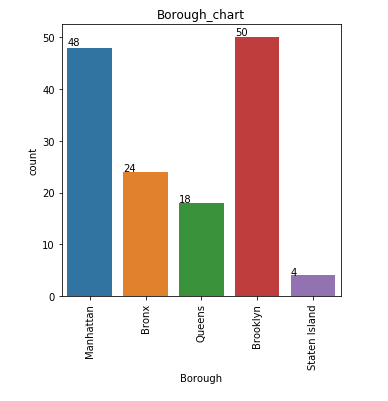 Borough_chart
50
40
30
20
10
0
count
48
24
18
50
4
Manhattan
Bronx
Queens
Brooklyn
Staten Island
Borough